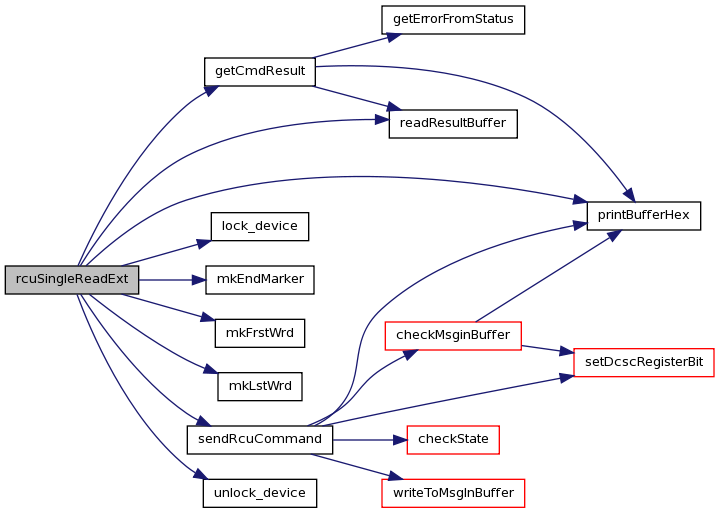 getErrorFromStatus
getCmdResult
readResultBuffer
printBufferHex
lock_device
rcuSingleReadExt
mkEndMarker
mkFrstWrd
checkMsginBuffer
setDcscRegisterBit
mkLstWrd
sendRcuCommand
checkState
unlock_device
writeToMsgInBuffer